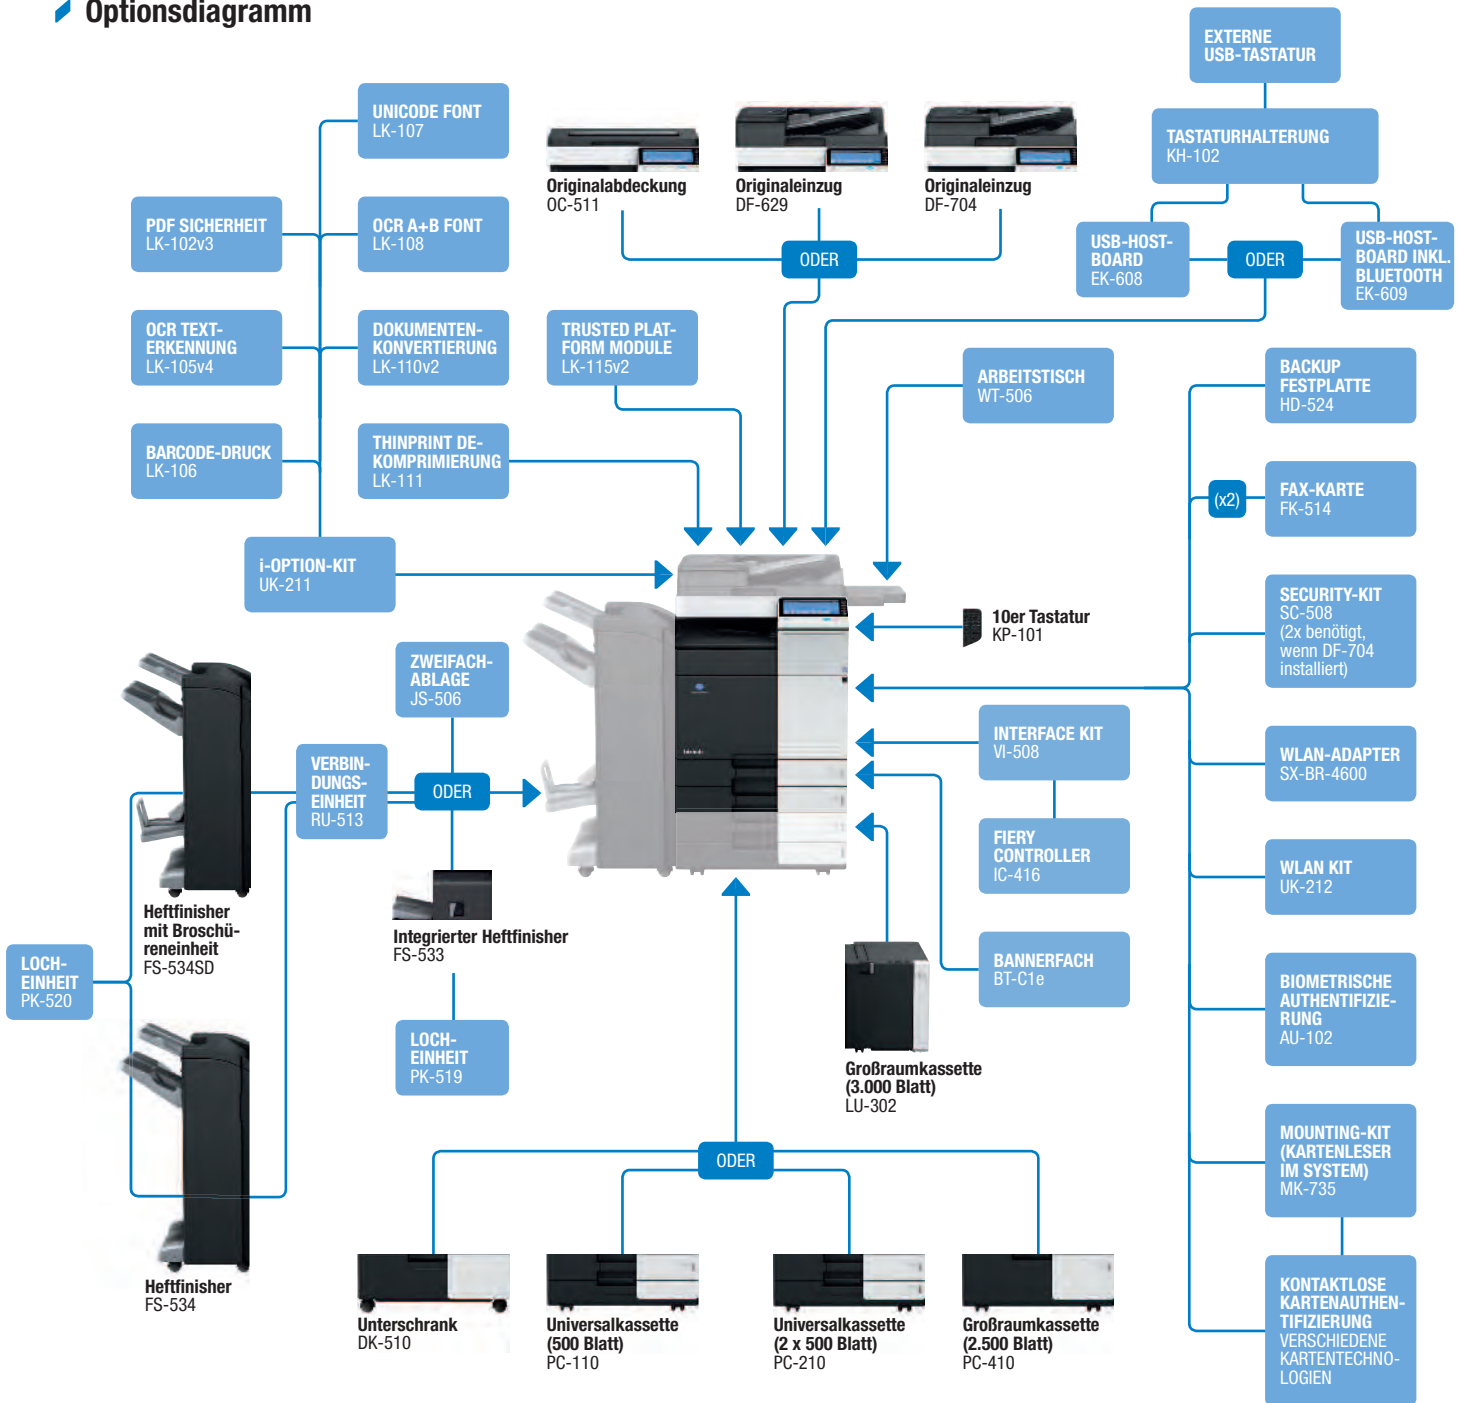 Optionsdiagramm
EXTERNE
USB-TASTATUR
UNICODE FONT
LK-107
TASTATURHALTERUNG
KH-102
Originalabdeckung
OC-511
Originaleinzug
DF-629
Originaleinzug
DF-704
PDF SICHERHEIT
LK-102v3
OCR A+B FONT
LK-108
ODER
USB-HOST-
BOARD
EK-608
ODER
USB-HOST-
BOARD INKL.
BLUETOOTH
EK-609
OCR TEXT-
ERKENNUNG
LK-105v4
DOKUMENTEN-
KONVERTIERUNG
LK-110v2
TRUSTED PLAT-
FORM MODULE
LK-115v2
ARBEITSTISCH
WT-506
BACKUP
FESTPLATTE
HD-524
BARCODE-DRUCK
LK-106
THINPRINT DE-
KOMPRIMIERUNG
LK-111
(x2)
FAX-KARTE
FK-514
i-OPTION-KIT
UK-211
SECURITY-KIT
SC-508
(2x benötigt,
wenn DF-704
installiert)
10er Tastatur
KP-101
ZWEIFACH-
ABLAGE
JS-506
INTERFACE KIT
VI-508
WLAN-ADAPTER
SX-BR-4600
VERBIN-
DUNGS-
EINHEIT
RU-513
ODER
FIERY
CONTROLLER
IC-416
WLAN KIT
UK-212
Heftfinisher
mit Broschü-
reneinheit
FS-534SD
Integrierter Heftfinisher
FS-533
LOCH-
EINHEIT
PK-520
BANNERFACH
BT-C1e
BIOMETRISCHE
AUTHENTIFIZIE-
RUNG
AU-102
LOCH-
EINHEIT
PK-519
Großraumkassette
(3.000 Blatt)
LU-302
ODER
MOUNTING-KIT
(KARTENLESER
IM SYSTEM)
MK-735
Heftfinisher
FS-534
Unterschrank
DK-510
Universalkassette
(500 Blatt)
PC-110
Universalkassette
(2 x 500 Blatt)
PC-210
Großraumkassette
(2.500 Blatt)
PC-410
KONTAKTLOSE
KARTENAUTHEN-
TIFIZIERUNG
VERSCHIEDENE
KARTENTECHNO-
LOGIEN